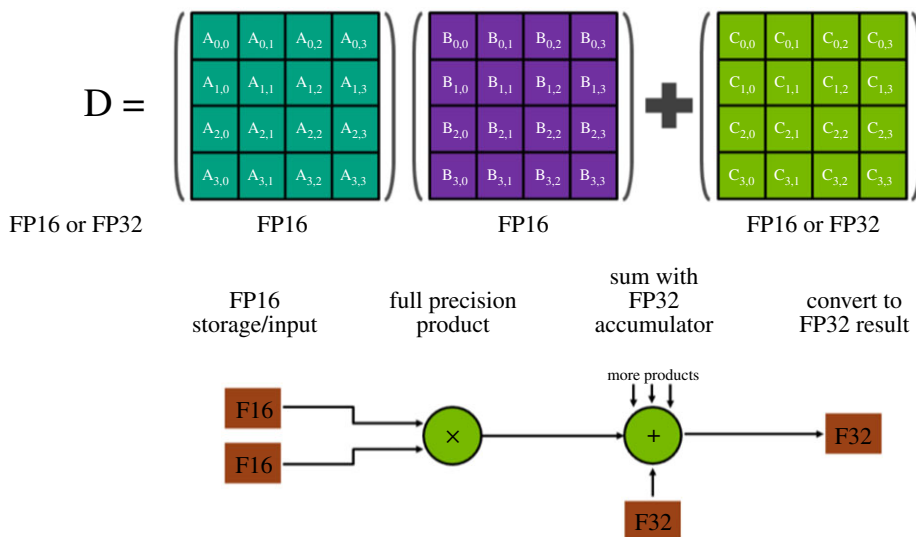 A0,0 A0,1 A0,2 A0,3 B0,0 B0,1 B0,2 B0,3 C0,0 C0,1 C0,2 C0,3
A1,0 A1,1 A1,2 A1,3 B1,0 B1,1 B1,2 B1,3 C1,0 C1,1 C1,2 C1,3
D =
A2,0 A2,1 A2,2 A2,3 B2,0 B2,1 B2,2 B2,3 C2,0 C2,1 C2,2 C2,3
A3,0 A3,1 A3,2 A3,3 B3,0 B3,1 B3,2 B3,3 C3,0 C3,1 C3,2 C3,3
FP16 or FP32 FP16 FP16 FP16 or FP32
FP16
storage/input
full precision
product
sum with
FP32
accumulator
convert to
FP32 result
more products
F16
F16
×
+
F32
F32